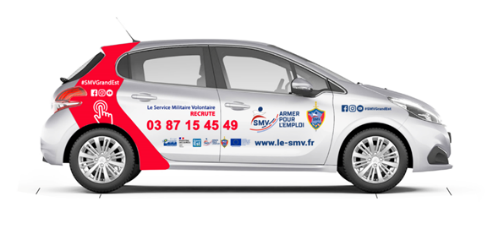 #SMVGrandEst
Le Service Militaire Volontaire
RECRUTE
03 87 15 45 49
SMV
ARMER
POUR
L'EMPLOI
www.le-smv.fr
#SMVGrandEst